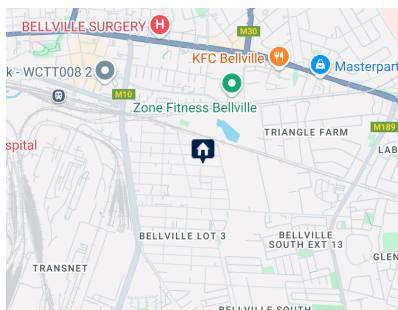 BELLVILLE SURGERY
M30
KFC Bellville
k - WCTT008 2
Masterpart
M10
Zone Fitness Bellville
TRIANGLE FARM
M189
spital
LAB
BELLVILLE LOT 3
BELLVILLE
SOUTH EXT 13
GLEN
TRANSNET
BELLVILLE SOUTH